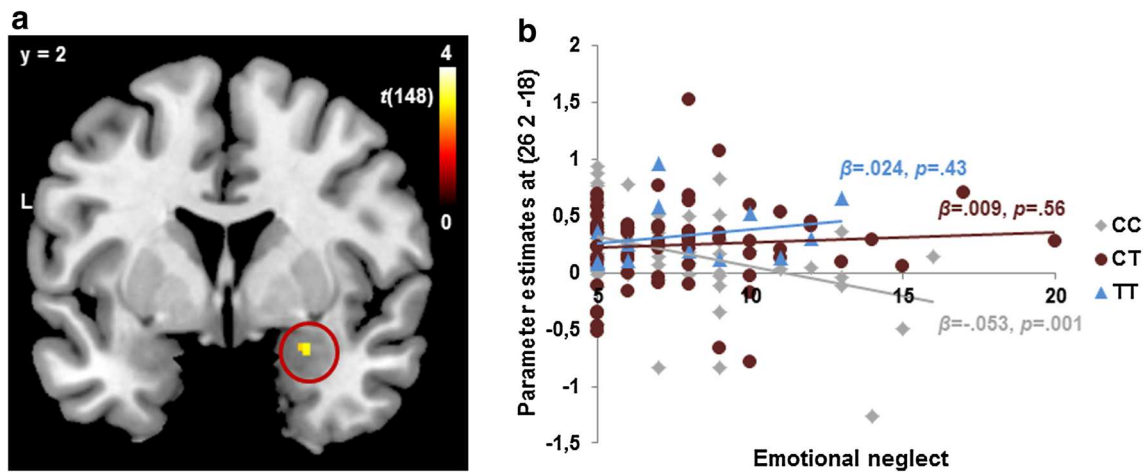 a
y = 2
4
t(148)
L
0
b
Parameter estimates at (26 2 -18)
2
1,5
1
0,5
0
-0,5
-1
-1,5
5
10
15
20
β=.024, p=.43
β=.009, p=.56
β=-.053, p=.001
CC
CT
TT
Emotional neglect